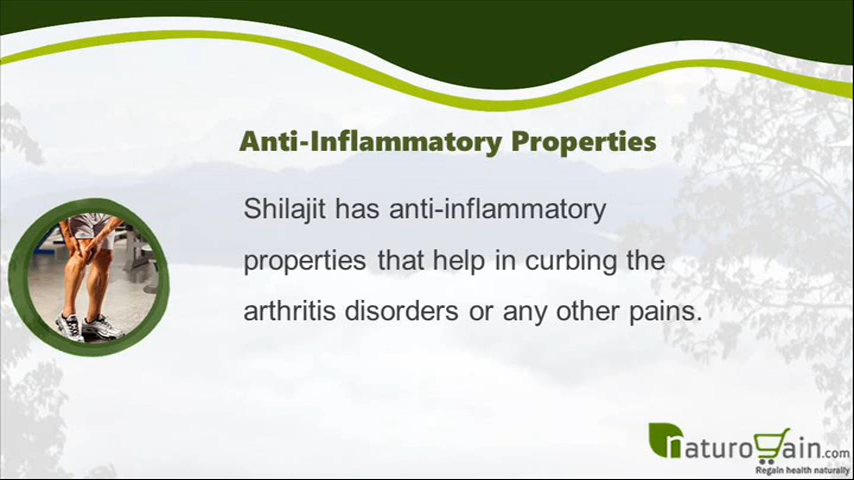 Anti-Inflammatory Properties
Shilajit has anti-inflammatory
properties that help in curbing the
arthritis disorders or any other pains.
naturogain.com
Regain health naturally